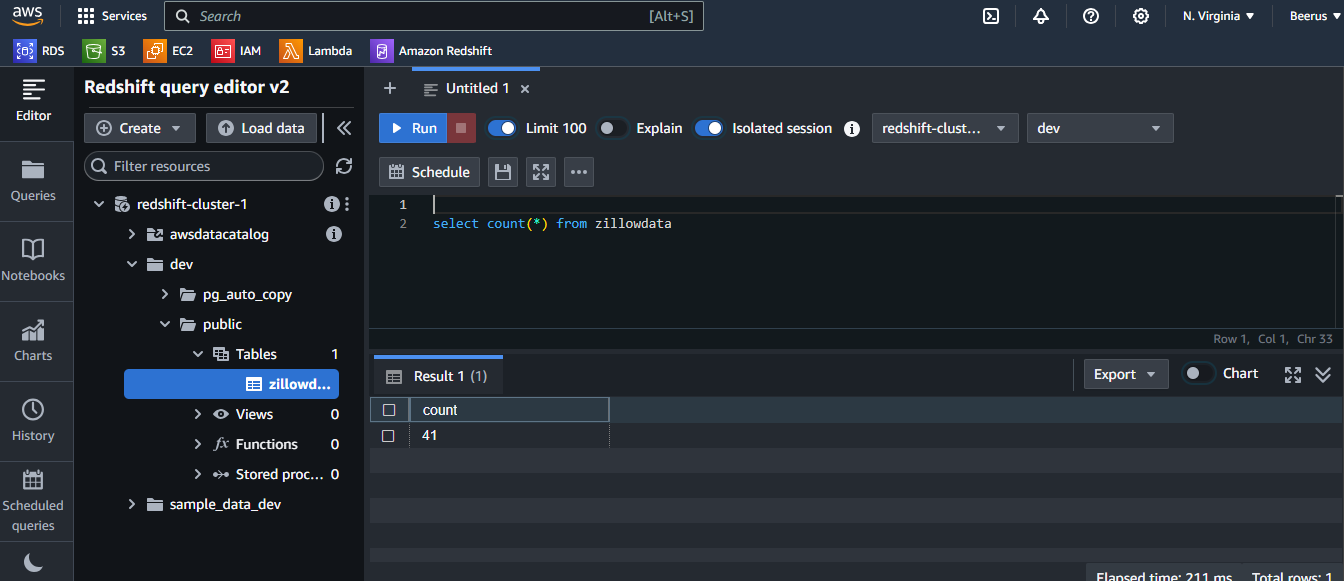 aws Services Search [Alt+S] N. Virginia Beerus
RDS S3 EC2 IAM Lambda Amazon Redshift
Editor
Queries
Notebooks
Charts
History
Scheduled
queries
Redshift query editor v2
Create Load data
Filter resources
redshift-cluster-1
awsdatacatalog
dev
pg_auto_copy
public
Tables 1
zillowd...
Views 0
fx Functions 0
Stored proc... 0
sample_data_dev
Untitled 1
Run Limit 100 Explain Isolated session redshift-clust... dev
Schedule
1
2 select count(*) from zillowdata
Row 1, Col 1, Chr 33
Result 1 (1) Export Chart
count
41
Elapsed time: 211 ms Total rows: 1